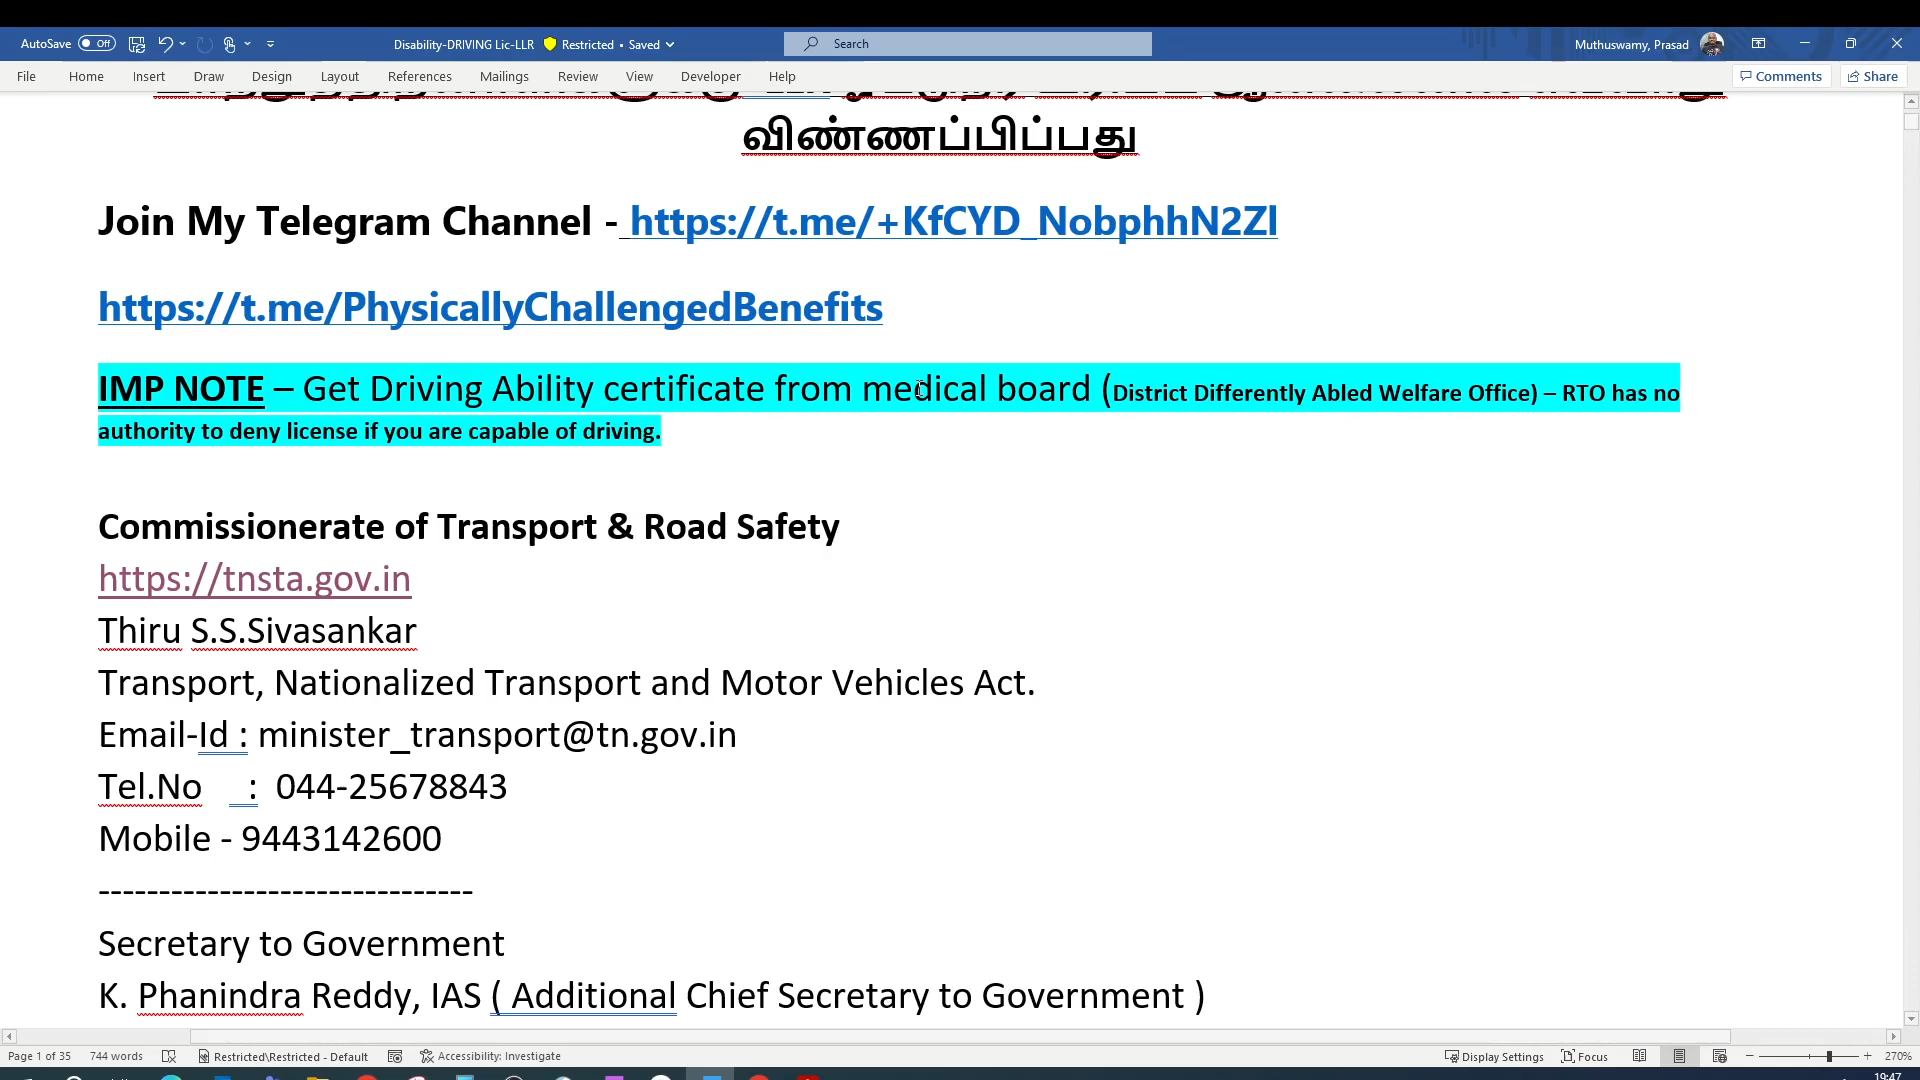 AutoSave Off Disability-DRIVING Lic-LLR Restricted • Saved Search Muthuswamy, Prasad
File Home Insert Draw Design Layout References Mailings Review View Developer Help Comments Share
விண்ணப்பிப்பது
Join My Telegram Channel - https://t.me/+KfCYD_NobphhN2Zl
https://t.me/PhysicallyChallengedBenefits
IMP NOTE – Get Driving Ability certificate from medical board (District Differently Abled Welfare Office) – RTO has no
authority to deny license if you are capable of driving.
Commissionerate of Transport & Road Safety
https://tnsta.gov.in
Thiru S.S.Sivasankar
Transport, Nationalized Transport and Motor Vehicles Act.
Email-Id : minister_transport@tn.gov.in
Tel.No : 044-25678843
Mobile - 9443142600
-------------------------------
Secretary to Government
K. Phanindra Reddy, IAS ( Additional Chief Secretary to Government )
Page 1 of 35 744 words Restricted\Restricted - Default Accessibility: Investigate Display Settings Focus 270%
19:47